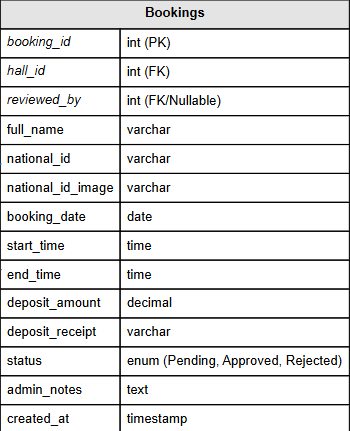 Bookings
booking_id int (PK)
hall_id int (FK)
reviewed_by int (FK/Nullable)
full_name varchar
national_id varchar
national_id_image varchar
booking_date date
start_time time
end_time time
deposit_amount decimal
deposit_receipt varchar
status enum (Pending, Approved, Rejected)
admin_notes text
created_at timestamp